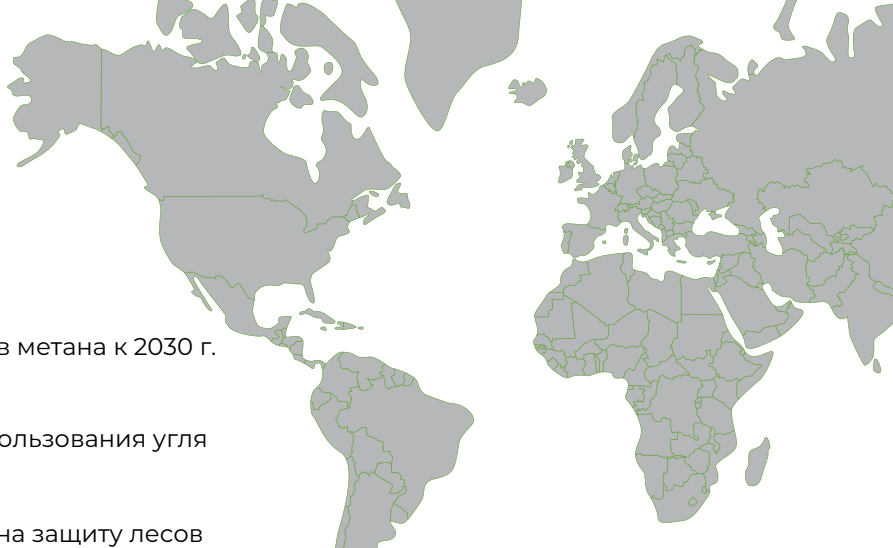 в метана к 2030 г.
ользования угля
на защиту лесов